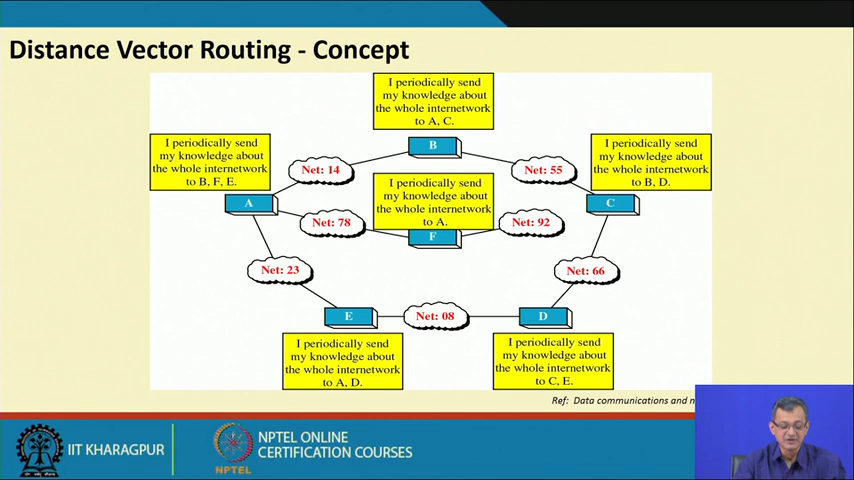 Distance Vector Routing - Concept
I periodically send
my knowledge about
the whole internetwork
to A, C.
I periodically send
my knowledge about
the whole internetwork
to B, F, E.
B
I periodically send
my knowledge about
the whole internetwork
to B, D.
Net: 14
Net: 55
I periodically send
my knowledge about
the whole internetwork
to A.
A
C
Net: 78
F
Net: 92
Net: 23
Net: 66
E
Net: 08
D
I periodically send
my knowledge about
the whole internetwork
to A, D.
I periodically send
my knowledge about
the whole internetwork
to C, E.
Ref: Data communications and
IIT KHARAGPUR
NPTEL
NPTEL ONLINE
CERTIFICATION COURSES